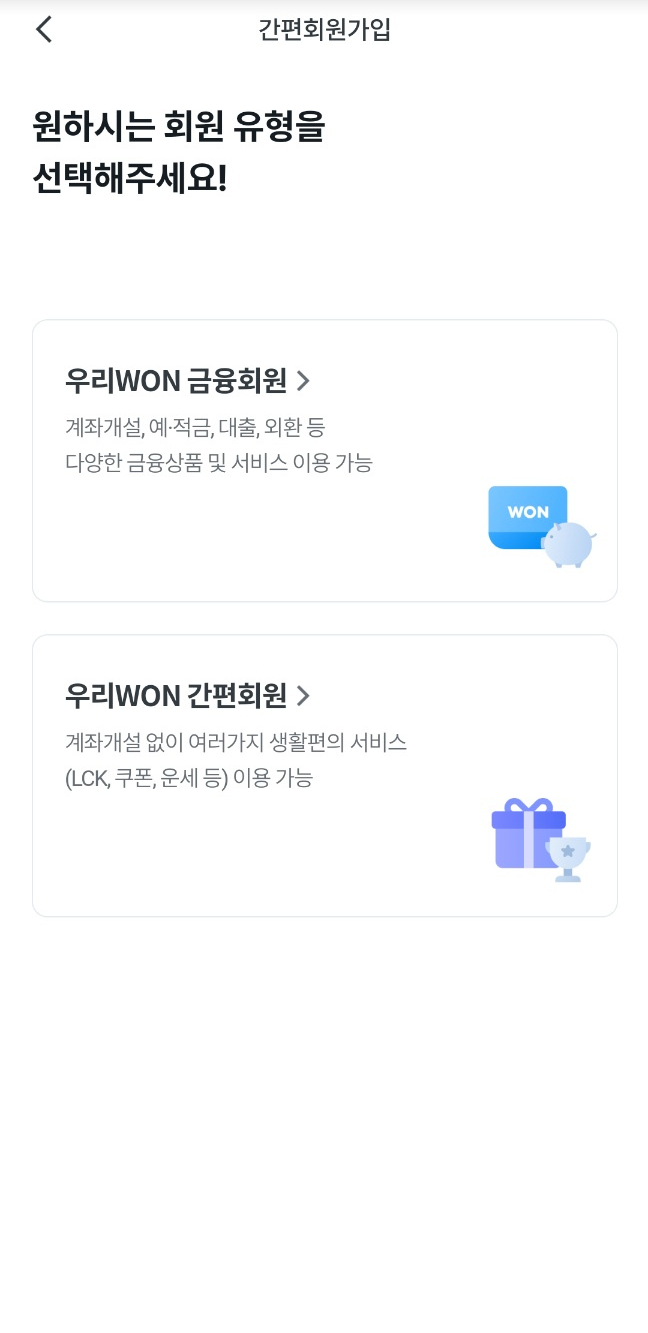 간편회원가입
원하시는 회원 유형을
선택해주세요!
우리WON 금융회원
계좌개설, 예·적금, 대출, 외환 등
다양한 금융상품 및 서비스 이용 가능
WON
우리WON 간편회원
계좌개설 없이 여러가지 생활편의 서비스
(LCK, 쿠폰, 운세 등) 이용 가능